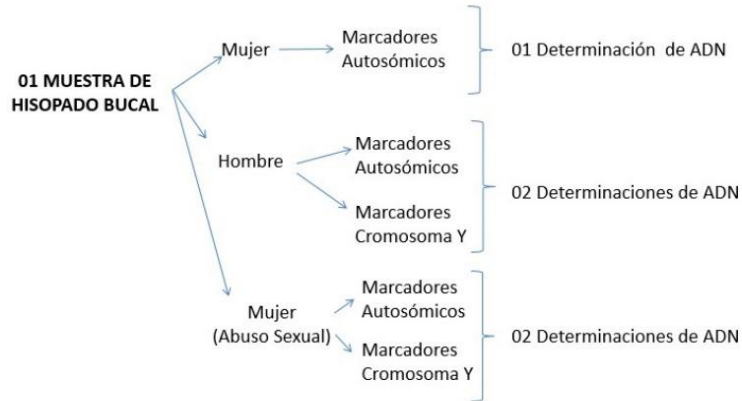 01 MUESTRA DE
HISOPADO BUCAL
Mujer
Marcadores
Autosómicos
01 Determinación de ADN
Hombre
Marcadores
Autosómicos
Marcadores
Cromosoma Y
02 Determinaciones de ADN
Mujer
(Abuso Sexual)
Marcadores
Autosómicos
Marcadores
Cromosoma Y
02 Determinaciones de ADN